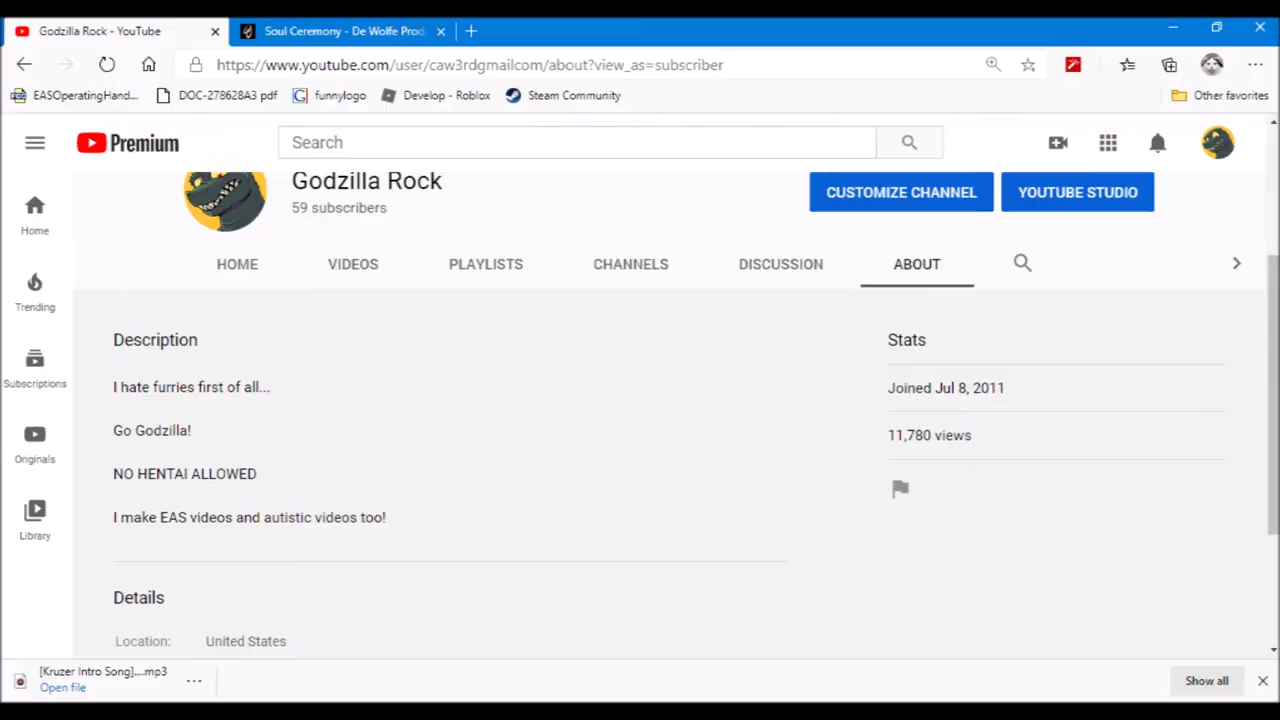 Godzilla Rock - YouTube
Soul Ceremony - De Wolfe Prod
https://www.youtube.com/user/caw3rdgmailcom/about?view_as=subscriber
EASOperatingHand...
DOC-278628A3 pdf
funnylogo
Develop - Roblox
Steam Community
Other favorites
Premium
Search
Godzilla Rock
59 subscribers
CUSTOMIZE CHANNEL
YOUTUBE STUDIO
Home
Trending
Subscriptions
Originals
Library
HOME
VIDEOS
PLAYLISTS
CHANNELS
DISCUSSION
ABOUT
Description
I hate furries first of all...
Go Godzilla!
NO HENTAI ALLOWED
I make EAS videos and autistic videos too!
Stats
Joined Jul 8, 2011
11,780 views
Details
Location: United States
[Kruzer Intro Song]....mp3
Open file
Show all